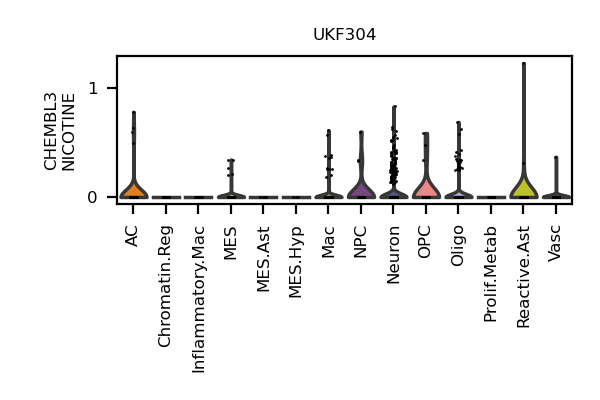 UKF304
CHEMBL3
NICOTINE
1
0
AC
Chromatin.Reg
Inflammatory.Mac
MES
MES.Ast
MES.Hyp
Mac
NPC
Neuron
OPC
Oligo
Prolif.Metab
Reactive.Ast
Vasc